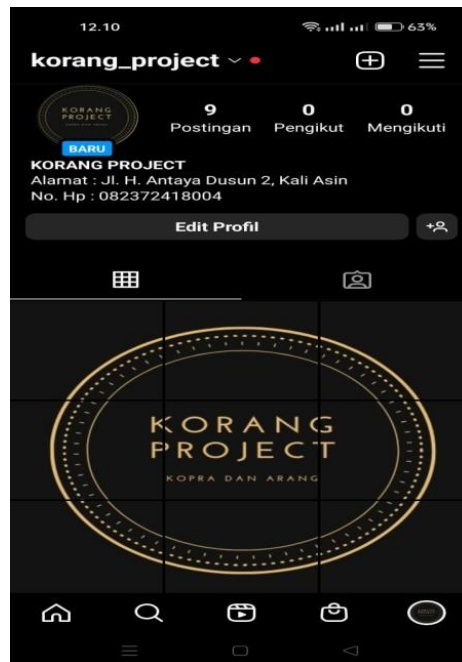 12.10 63%
korang_project
KORANG
PROJECT
9 0 0
Postingan Pengikut Mengikuti
BARU
KORANG PROJECT
Alamat : Jl. H. Antaya Dusun 2, Kali Asin
No. Hp : 082372418004
Edit Profil
KORANG
PROJECT
KOPRA DAN ARANG